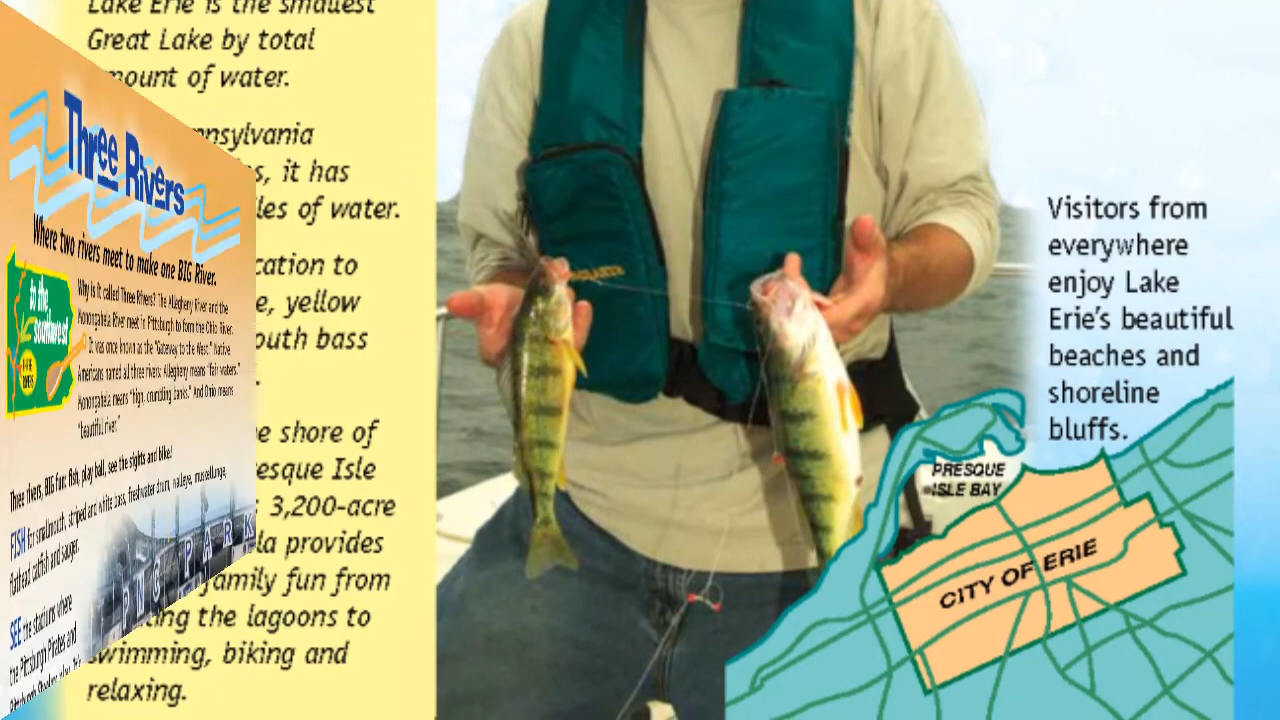 Lake Erie is the smallest
Great Lake by total
amount of water.
it has
of water.
yellow
bass
shore of
Isle
3,200-acre
provides
family fun from
the lagoons to
swimming, biking and
relaxing.
Three Rivers
Where two rivers meet to make one BIG River.
to the
southwest
Why is it called Three Rivers? The Allegheny River and the
Monongahela River meet in Pittsburgh to form the Ohio River.
It was once known as the "Gateway to the West." Native
Americans named all three rivers: Allegheny means "fair waters."
Monongahela means "high, crumbling banks." And Ohio means
"beautiful river."
Three rivers, BIG fun: fish, play ball, see the sights and bike!
FISH for smallmouth, striped and white bass, freshwater drum, walleye, muskellunge,
flathead catfish and sauger.
SEE the stadiums where
the Pittsburgh Pirates and
PNC PARK
Visitors from
everywhere
enjoy Lake
Erie's beautiful
beaches and
shoreline
bluffs.
PRESQUE
ISLE BAY
CITY OF ERIE